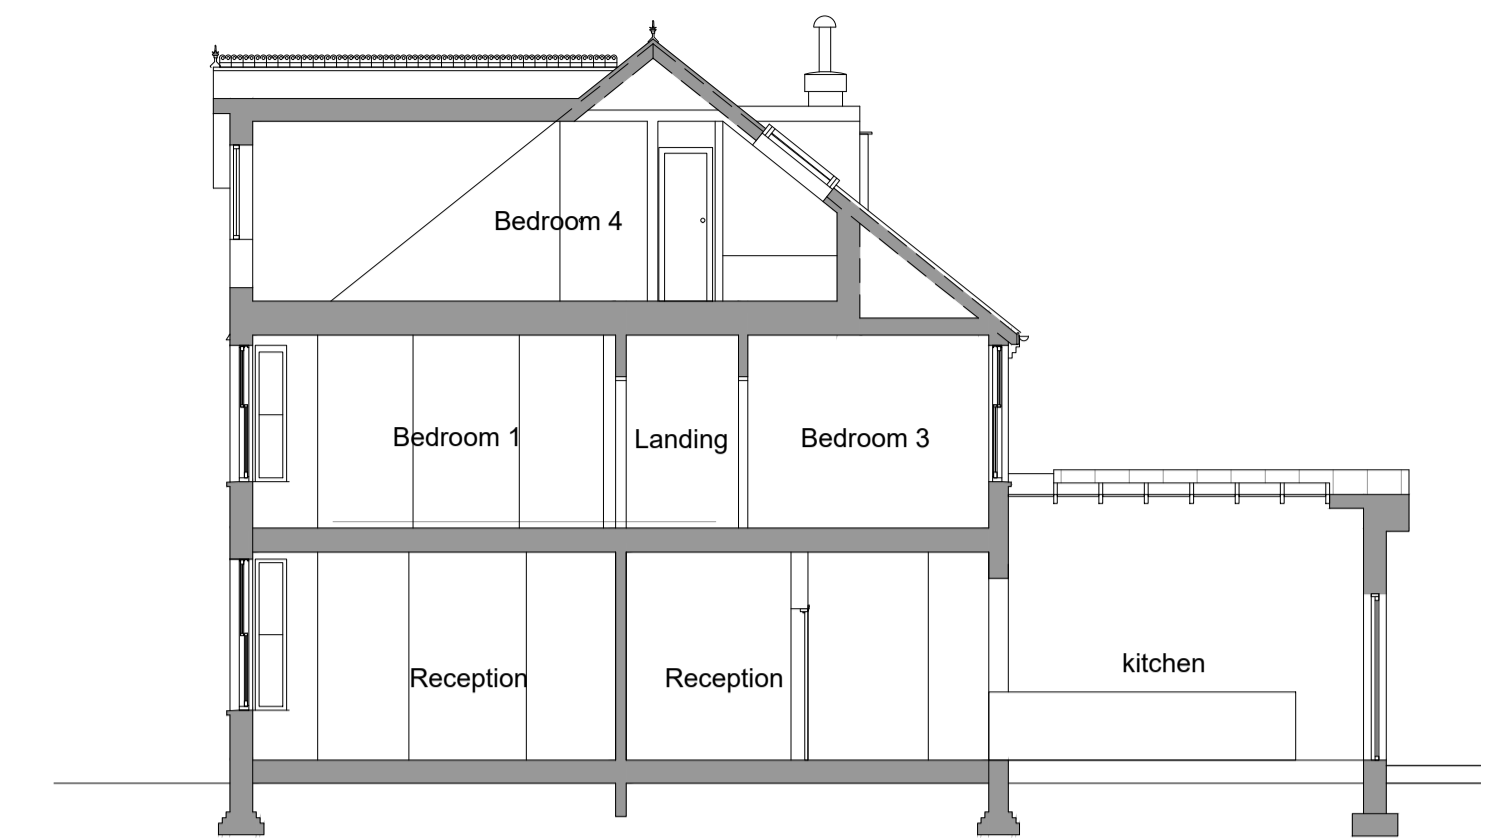 Bedroom 4
Bedroom 1
Landing
Bedroom 3
Reception
Reception
kitchen